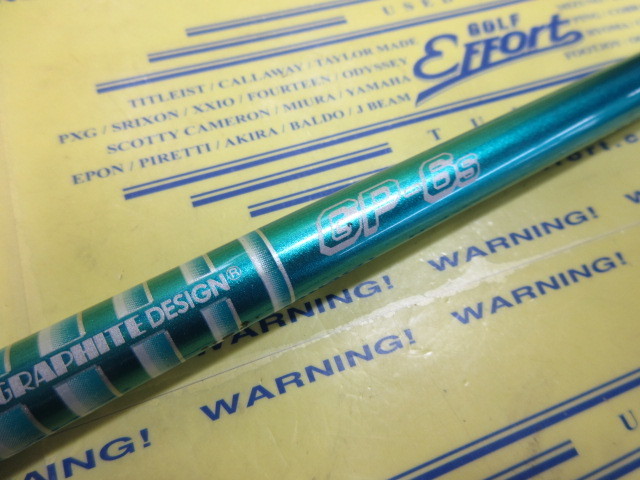 USED
GOLF
Effort
TITLEIST / CALLAWAY / TAYLOR MADE
PXG / SRIXON / XXIO / FOURTEEN / ODYSSEY
SCOTTY CAMERON / MIURA / YAMAHA
EPON / PIRETTI / AKIRA / BALDO / J BEAM
GP 6S
GRAPHITE DESIGN®
WARNING!
WARNING!
WARNING!
WARNING!
WARNING!